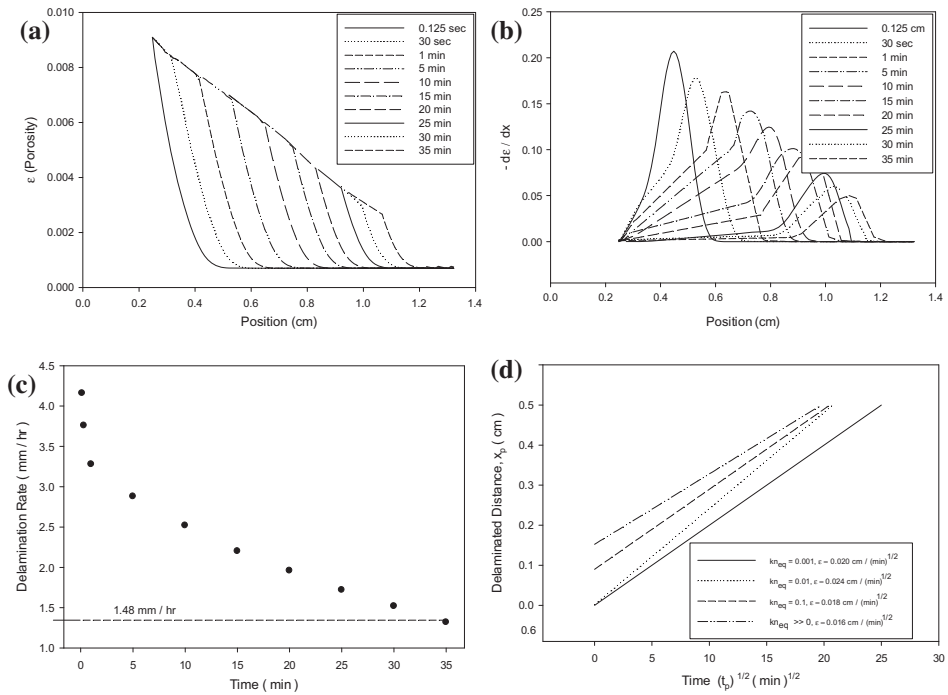 (a)
0.010
0.008
0.006
0.004
0.002
0.000
ε (Porosity)
0.0 0.2 0.4 0.6 0.8 1.0 1.2 1.4
Position (cm)
0.125 sec
30 sec
1 min
5 min
10 min
15 min
20 min
25 min
30 min
35 min
(b)
0.25
0.20
0.15
0.10
0.05
0.00
- dε / dx
0.0 0.2 0.4 0.6 0.8 1.0 1.2 1.4
Position (cm)
0.125 cm
30 sec
1 min
5 min
10 min
15 min
20 min
25 min
30 min
35 min
(c)
4.5
4.0
3.5
3.0
2.5
2.0
1.5
1.0
Delamination Rate ( mm / hr )
1.48 mm / hr
0 5 10 15 20 25 30 35
Time ( min )
(d)
0.5
0.5
0.4
0.3
0.2
0.1
0.0
0.6
Delaminated Distance, xp ( cm )
kneq = 0.001, ε = 0.020 cm / (min)1/2
kneq = 0.01, ε = 0.024 cm / (min)1/2
kneq = 0.1, ε = 0.018 cm / (min)1/2
kneq >> 0, ε = 0.016 cm / (min)1/2
0 5 10 15 20 25 30
Time (tp) 1/2 ( min )1/2